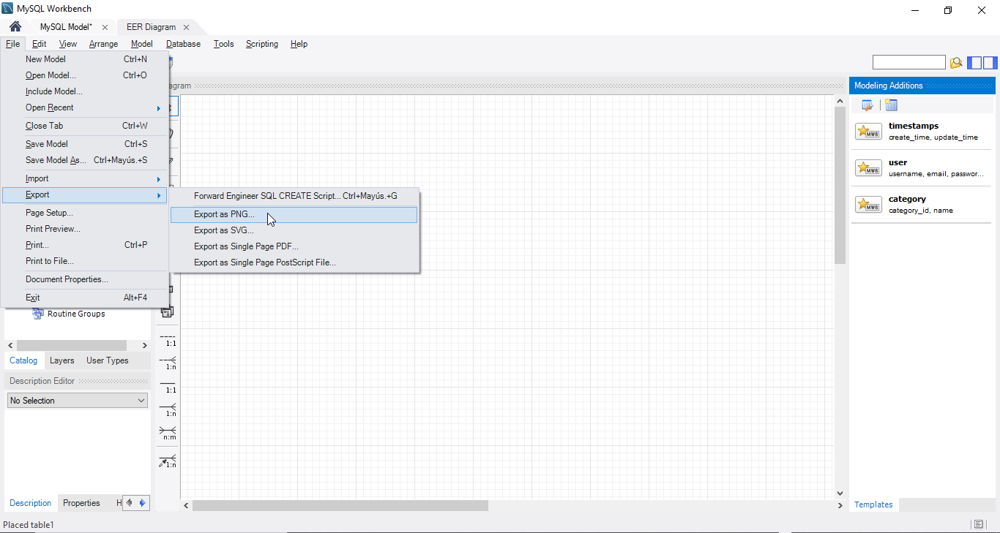 MySQL Workbench
MySQL Model* EER Diagram
File Edit View Arrange Model Database Tools Scripting Help
New Model Ctrl+N
Open Model... Ctrl+O
Include Model...
Open Recent
Close Tab Ctrl+W
Save Model Ctrl+S
Save Model As... Ctrl+Mayús.+S
Import
Export
Page Setup...
Print Preview...
Print... Ctrl+P
Print to File...
Document Properties...
Exit Alt+F4
Forward Engineer SQL CREATE Script... Ctrl+Mayús.+G
Export as PNG...
Export as SVG...
Export as Single Page PDF...
Export as Single Page PostScript File...
agram
Routine Groups
Catalog Layers User Types
Description Editor
No Selection
Description Properties H
1:1
1:n
1:1
1:n
n:m
1:n
Modeling Additions
MWB
timestamps
create_time, update_time
MWB
user
username, email, passwor...
MWB
category
category_id, name
Templates
Placed table1